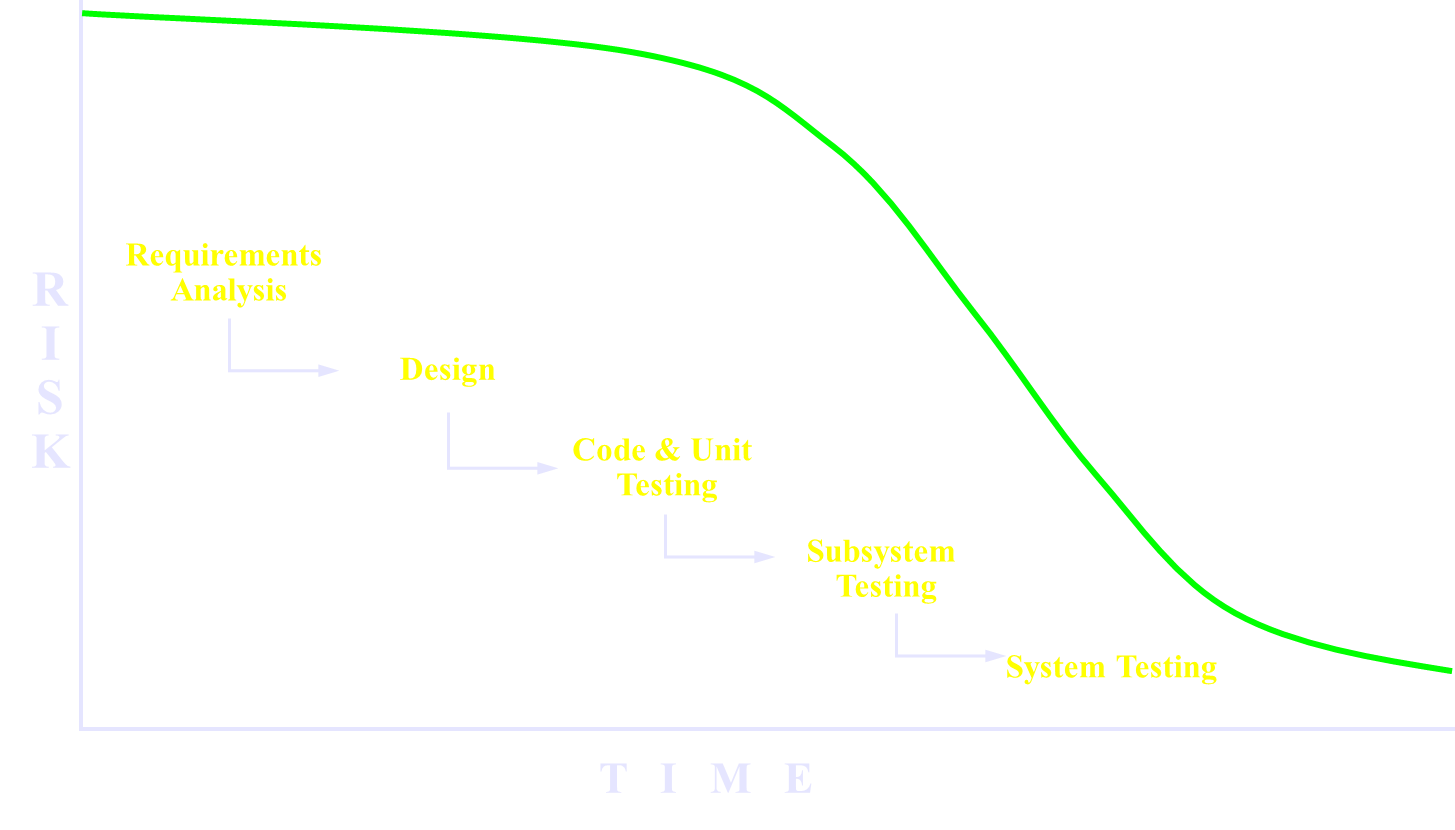 Requirements
Analysis
R
I
S
K
Design
Code & Unit
Testing
Subsystem
Testing
System Testing
T I M E